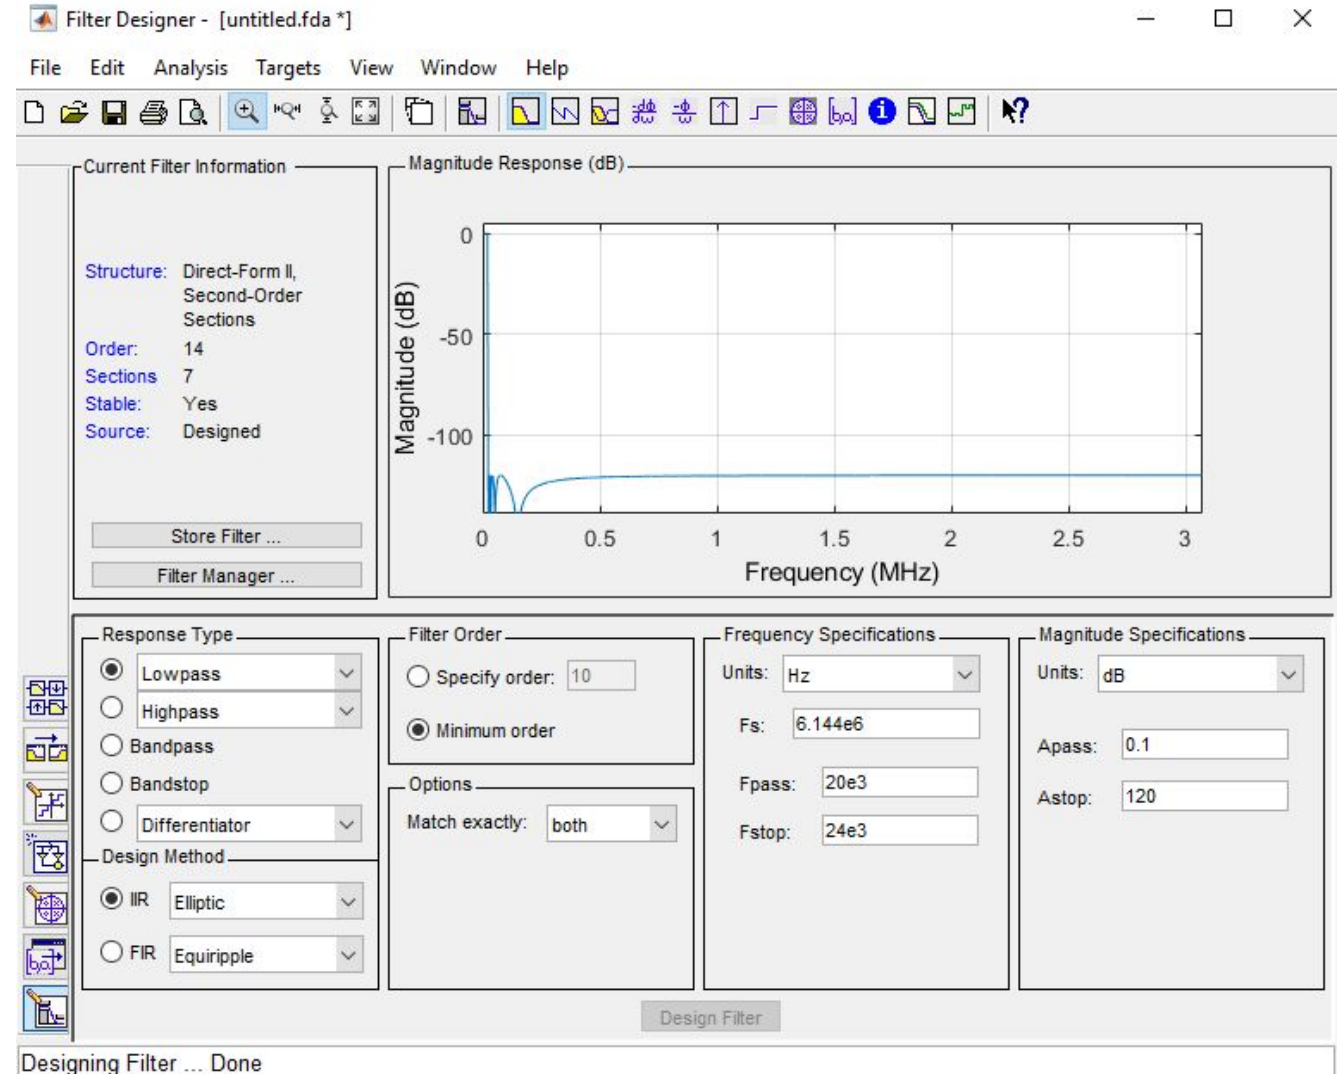 Filter Designer - [untitled.fda *]
File Edit Analysis Targets View Window Help
Current Filter Information
Structure: Direct-Form II,
Second-Order
Sections
Order: 14
Sections 7
Stable: Yes
Source: Designed
Store Filter ...
Filter Manager ...
Magnitude Response (dB)
Magnitude (dB)
0
-50
-100
0 0.5 1 1.5 2 2.5 3
Frequency (MHz)
Response Type
Lowpass
Highpass
Bandpass
Bandstop
Differentiator
Design Method
IIR Elliptic
FIR Equiripple
Filter Order
Specify order: 10
Minimum order
Options
Match exactly: both
Frequency Specifications
Units: Hz
Fs: 6.144e6
Fpass: 20e3
Fstop: 24e3
Magnitude Specifications
Units: dB
Apass: 0.1
Astop: 120
Design Filter
Designing Filter ... Done